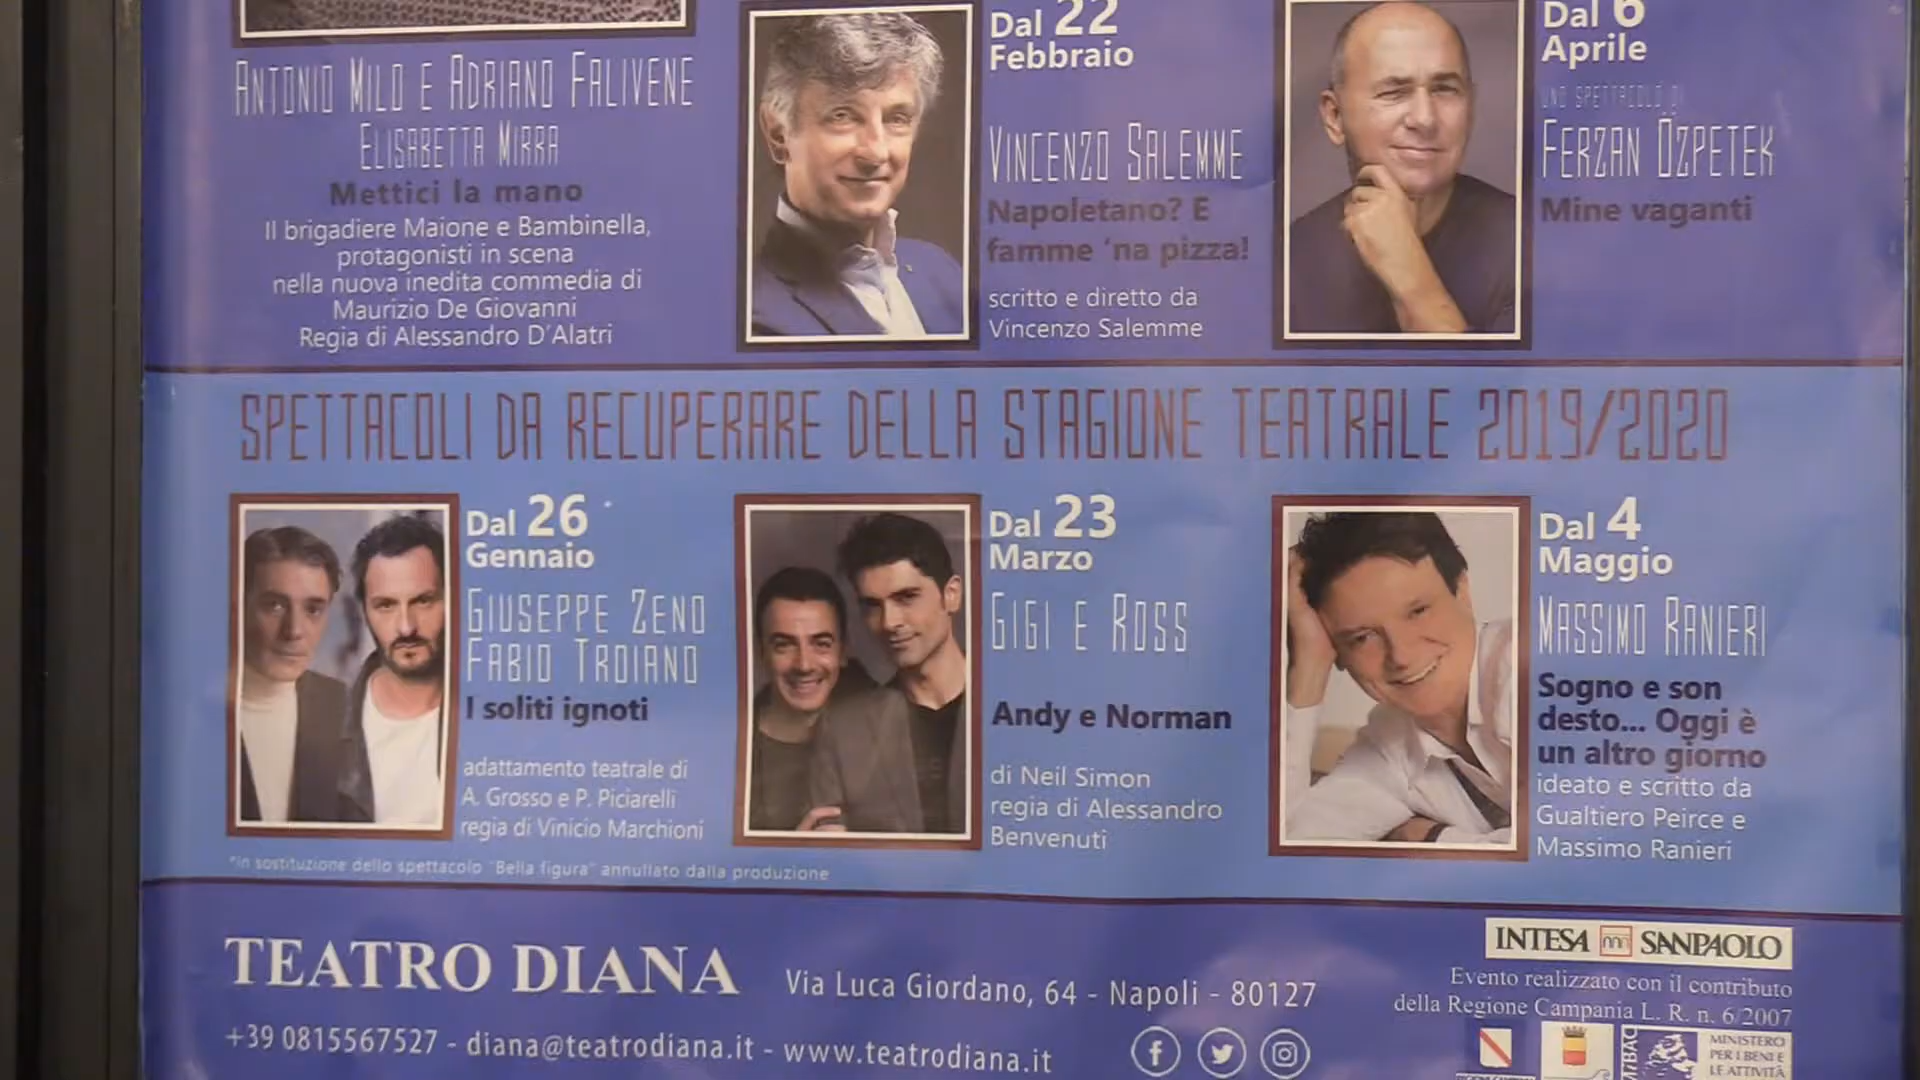 ANTONIO MILO E ADRIANO FALIVENE
ELISABETTA MIRRA
Mettici la mano
Il brigadiere Maione e Bambinella,
protagonisti in scena
nella nuova inedita commedia di
Maurizio De Giovanni
Regia di Alessandro D'Alatri
Dal 22
Febbraio
VINCENZO SALEMME
Napoletano? E
famme 'na pizza!
scritto e diretto da
Vincenzo Salemme
Dal 6
Aprile
UNO SPETTACOLO DI
FERZAN ÖZPETEK
Mine vaganti
SPETTACOLI DA RECUPERARE DELLA STAGIONE TEATRALE 2019/2020
Dal 26 *
Gennaio
GIUSEPPE ZENO
FABIO TROIANO
I soliti ignoti
adattamento teatrale di
A. Grosso e P. Piciarelli
regia di Vinicio Marchioni
*in sostituzione dello spettacolo "Bella figura" annullato dalla produzione
Dal 23
Marzo
GIGI E ROSS
Andy e Norman
di Neil Simon
regia di Alessandro
Benvenuti
Dal 4
Maggio
MASSIMO RANIERI
Sogno e son
desto... Oggi è
un altro giorno
ideato e scritto da
Gualtiero Peirce e
Massimo Ranieri
TEATRO DIANA
Via Luca Giordano, 64 - Napoli - 80127
+39 0815567527 - diana@teatrodiana.it - www.teatrodiana.it
INTESA SANPAOLO
Evento realizzato con il contributo
della Regione Campania L. R. n. 6/2007
MiBAC
MINISTERO
PER I BENI E
LE ATTIVITÀ